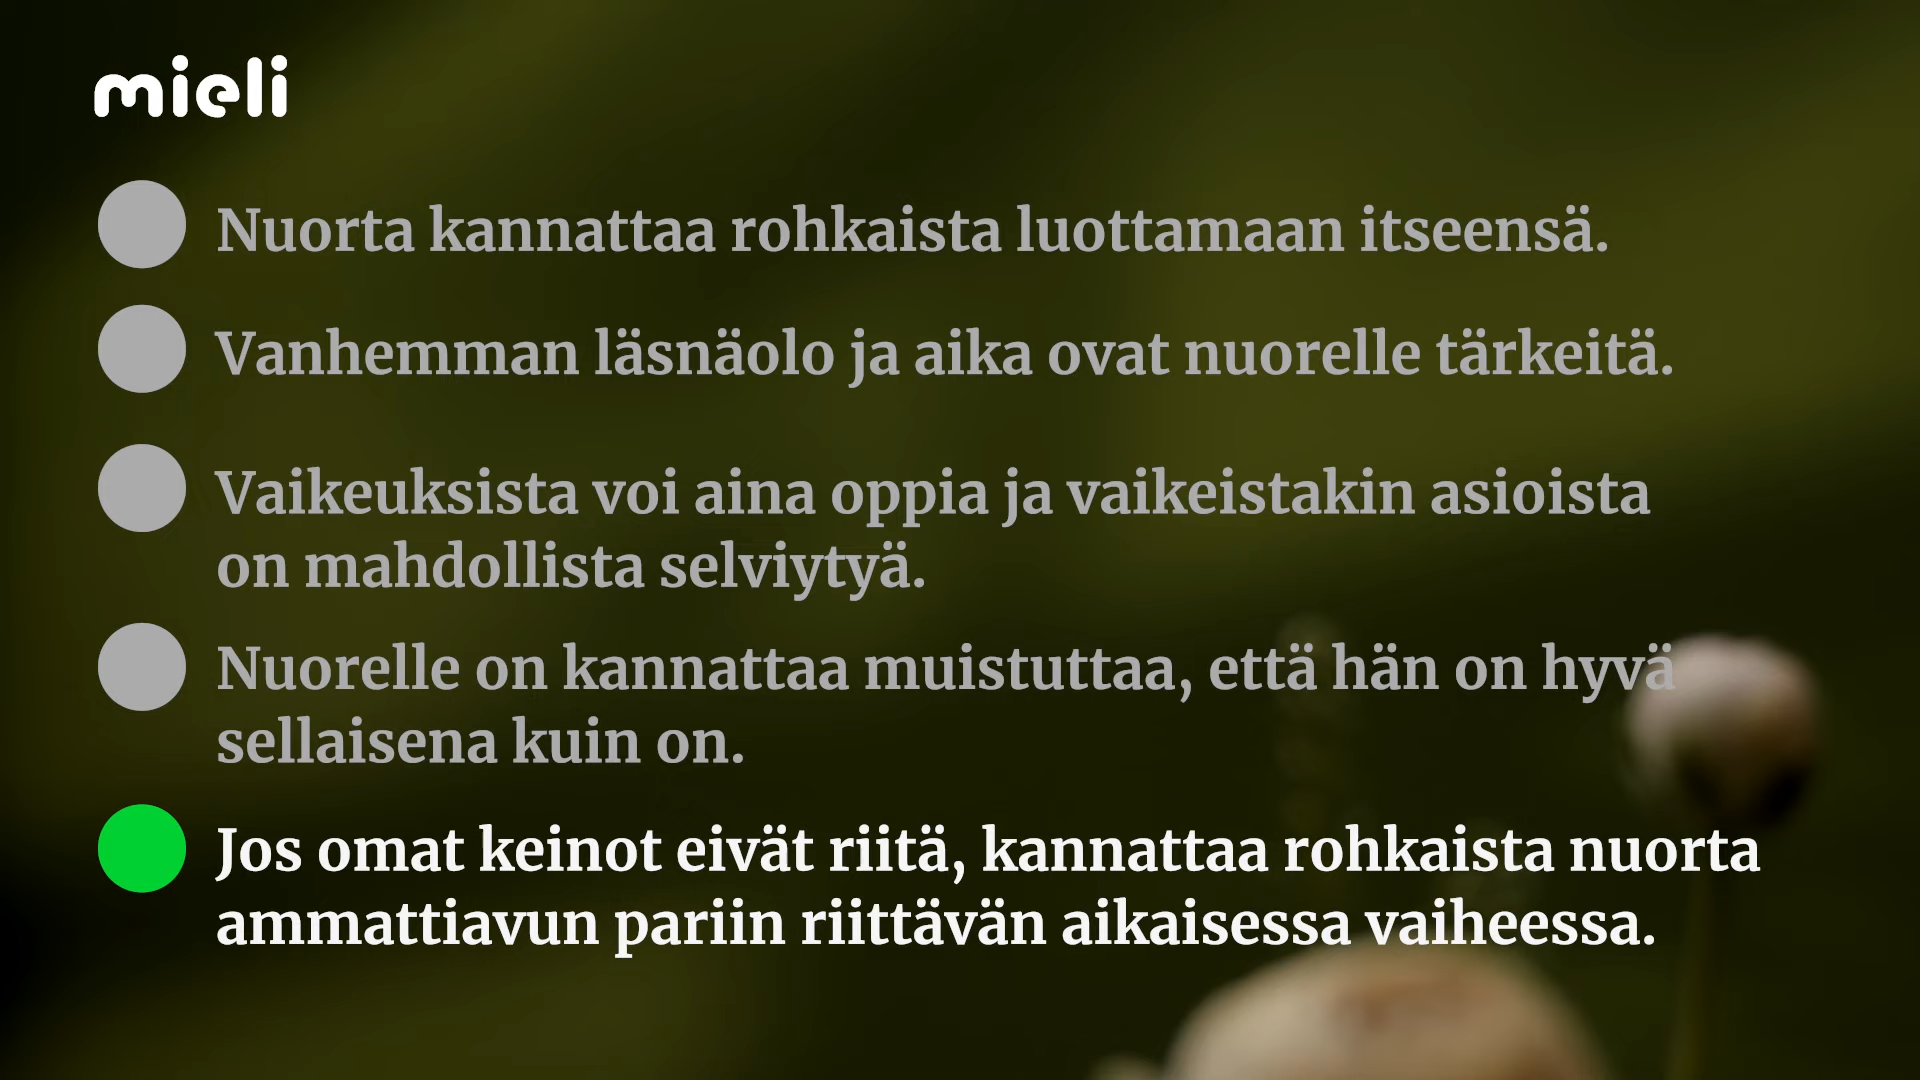 mieli
Nuorta kannattaa rohkaista luottamaan itseensä.
Vanhemman läsnäolo ja aika ovat nuorelle tärkeitä.
Vaikeuksista voi aina oppia ja vaikeistakin asioista
on mahdollista selviytyä.
Nuorelle on kannattaa muistuttaa, että hän on hyvä
sellaisena kuin on.
Jos omat keinot eivät riitä, kannattaa rohkaista nuorta
ammattiavun pariin riittävän aikaisessa vaiheessa.